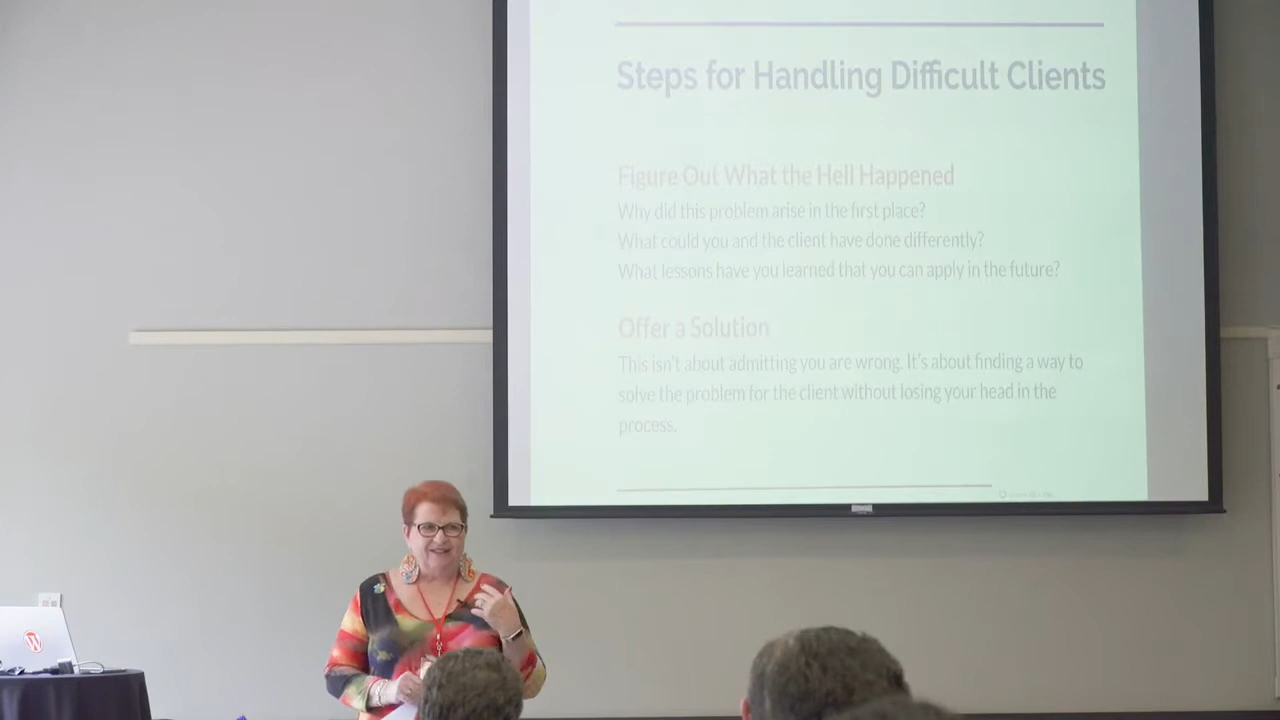 Steps for Handling Difficult Clients
Figure Out What the Hell Happened
Why did this problem arise in the first place?
What could you and the client have done differently?
What lessons have you learned that you can apply in the future?
Offer a Solution
This isn't about admitting you are wrong. It's about finding a way to
solve the problem for the client without losing your head in the
process.